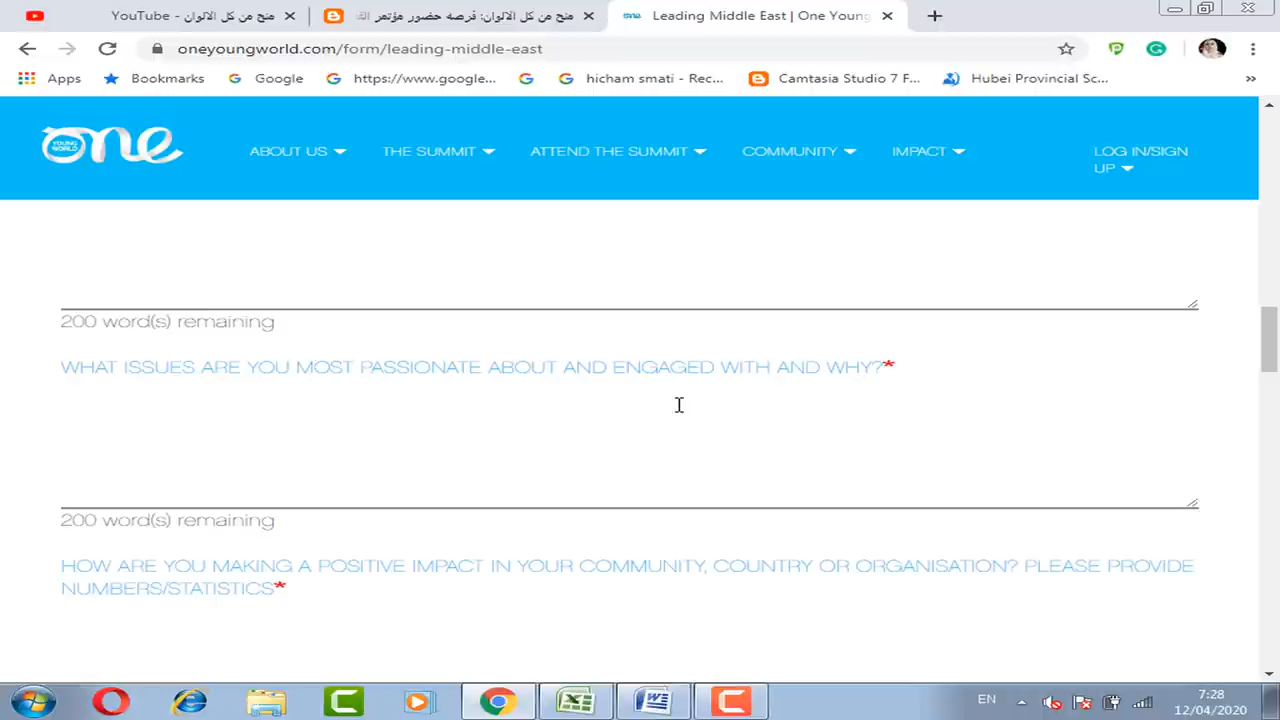 منح من كل الالوان - YouTube
منح من كل الالوان: فرصه حضور مؤتمر
Leading Middle East | One Young
oneyoungworld.com/form/leading-middle-east
Apps
Bookmarks
Google
https://www.google...
hicham smati - Rec...
Camtasia Studio 7 F...
Hubei Provincial Sc...
»
one
YOUNG WORLD
ABOUT US
THE SUMMIT
ATTEND THE SUMMIT
COMMUNITY
IMPACT
LOG IN/SIGN
UP
200 word(s) remaining
WHAT ISSUES ARE YOU MOST PASSIONATE ABOUT AND ENGAGED WITH AND WHY?*
200 word(s) remaining
HOW ARE YOU MAKING A POSITIVE IMPACT IN YOUR COMMUNITY, COUNTRY OR ORGANISATION? PLEASE PROVIDE
NUMBERS/STATISTICS*
EN
7:28
12/04/2020